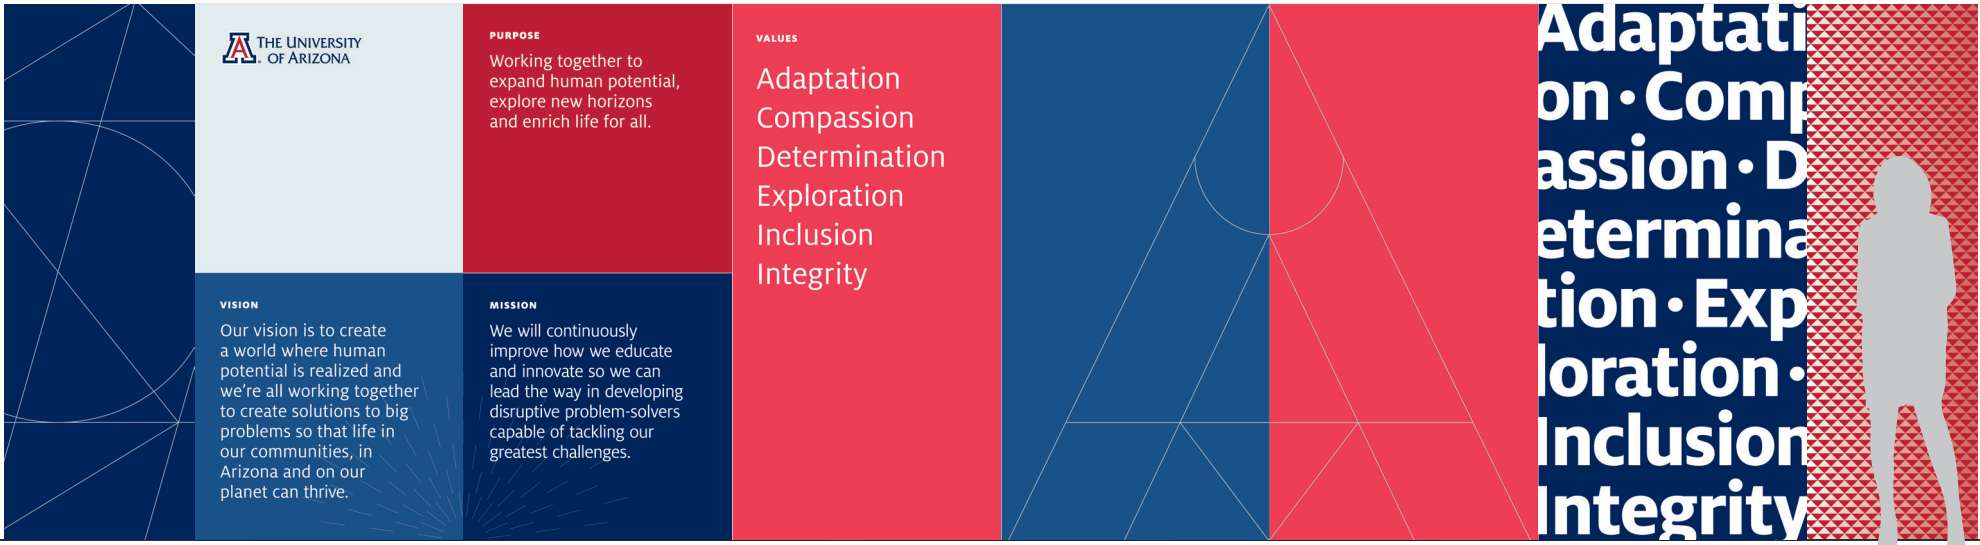 THE UNIVERSITY
OF ARIZONA
PURPOSE
Working together to
expand human potential,
explore new horizons
and enrich life for all.
VISION
Our vision is to create
a world where human
potential is realized and
we're all working together
to create solutions to big
problems so that life in
our communities, in
Arizona and on our
planet can thrive.
MISSION
We will continuously
improve how we educate
and innovate so we can
lead the way in developing
disruptive problem-solvers
capable of tackling our
greatest challenges.
VALUES
Adaptation
Compassion
Determination
Exploration
Inclusion
Integrity
Adaptati
on • Comp
assion • D
etermina
tion • Exp
loration •
Inclusion
Integrity